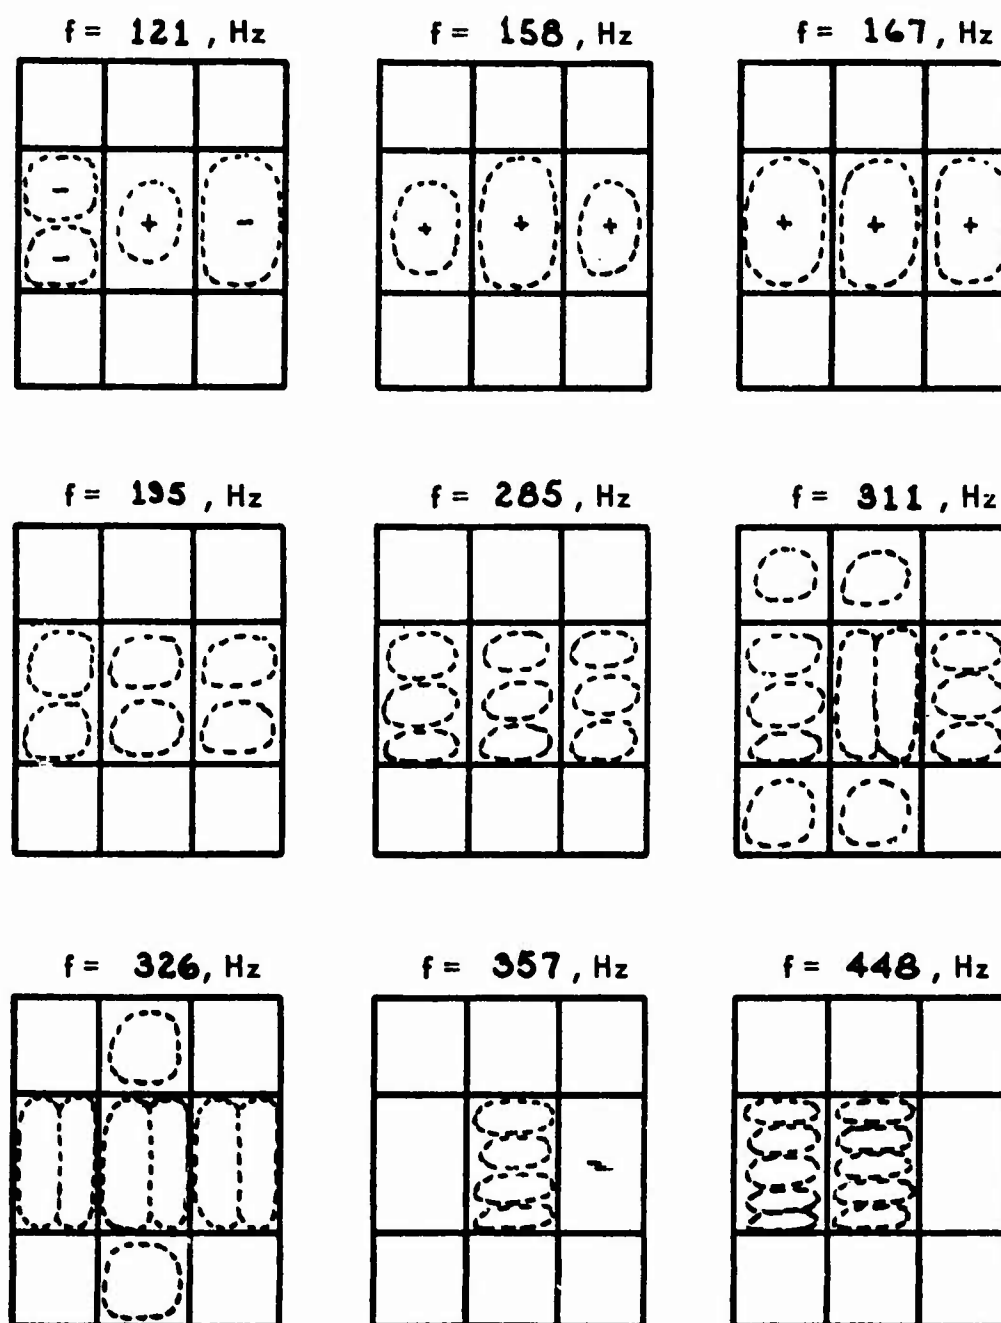 f = 121 , Hz
f = 158 , Hz
f = 167, Hz
−
+
−
−
+
+
+
+
+
+
f = 195 , Hz
f = 285 , Hz
f = 311 , Hz
f = 326, Hz
f = 357 , Hz
f = 448 , Hz